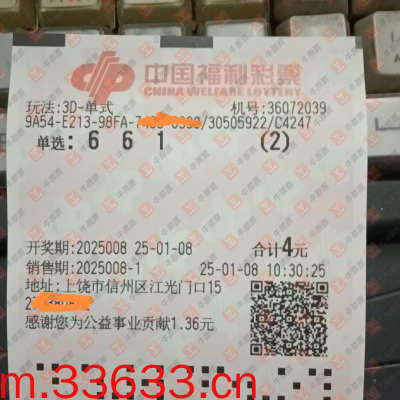 中国福利彩票
CHINA WELFARE LOTTERY
玩法:3D-单式 机号:36072039
9A54-E213-98FA- /30505922/C4247
单选: 6 6 1 (2)
开奖期:2025008 25-01-08 合计4元
销售期:2025008-1 25-01-08 10:30:25
地址:上饶市信州区江光门口15
感谢您为公益事业贡献1.36元
m.33633.cn